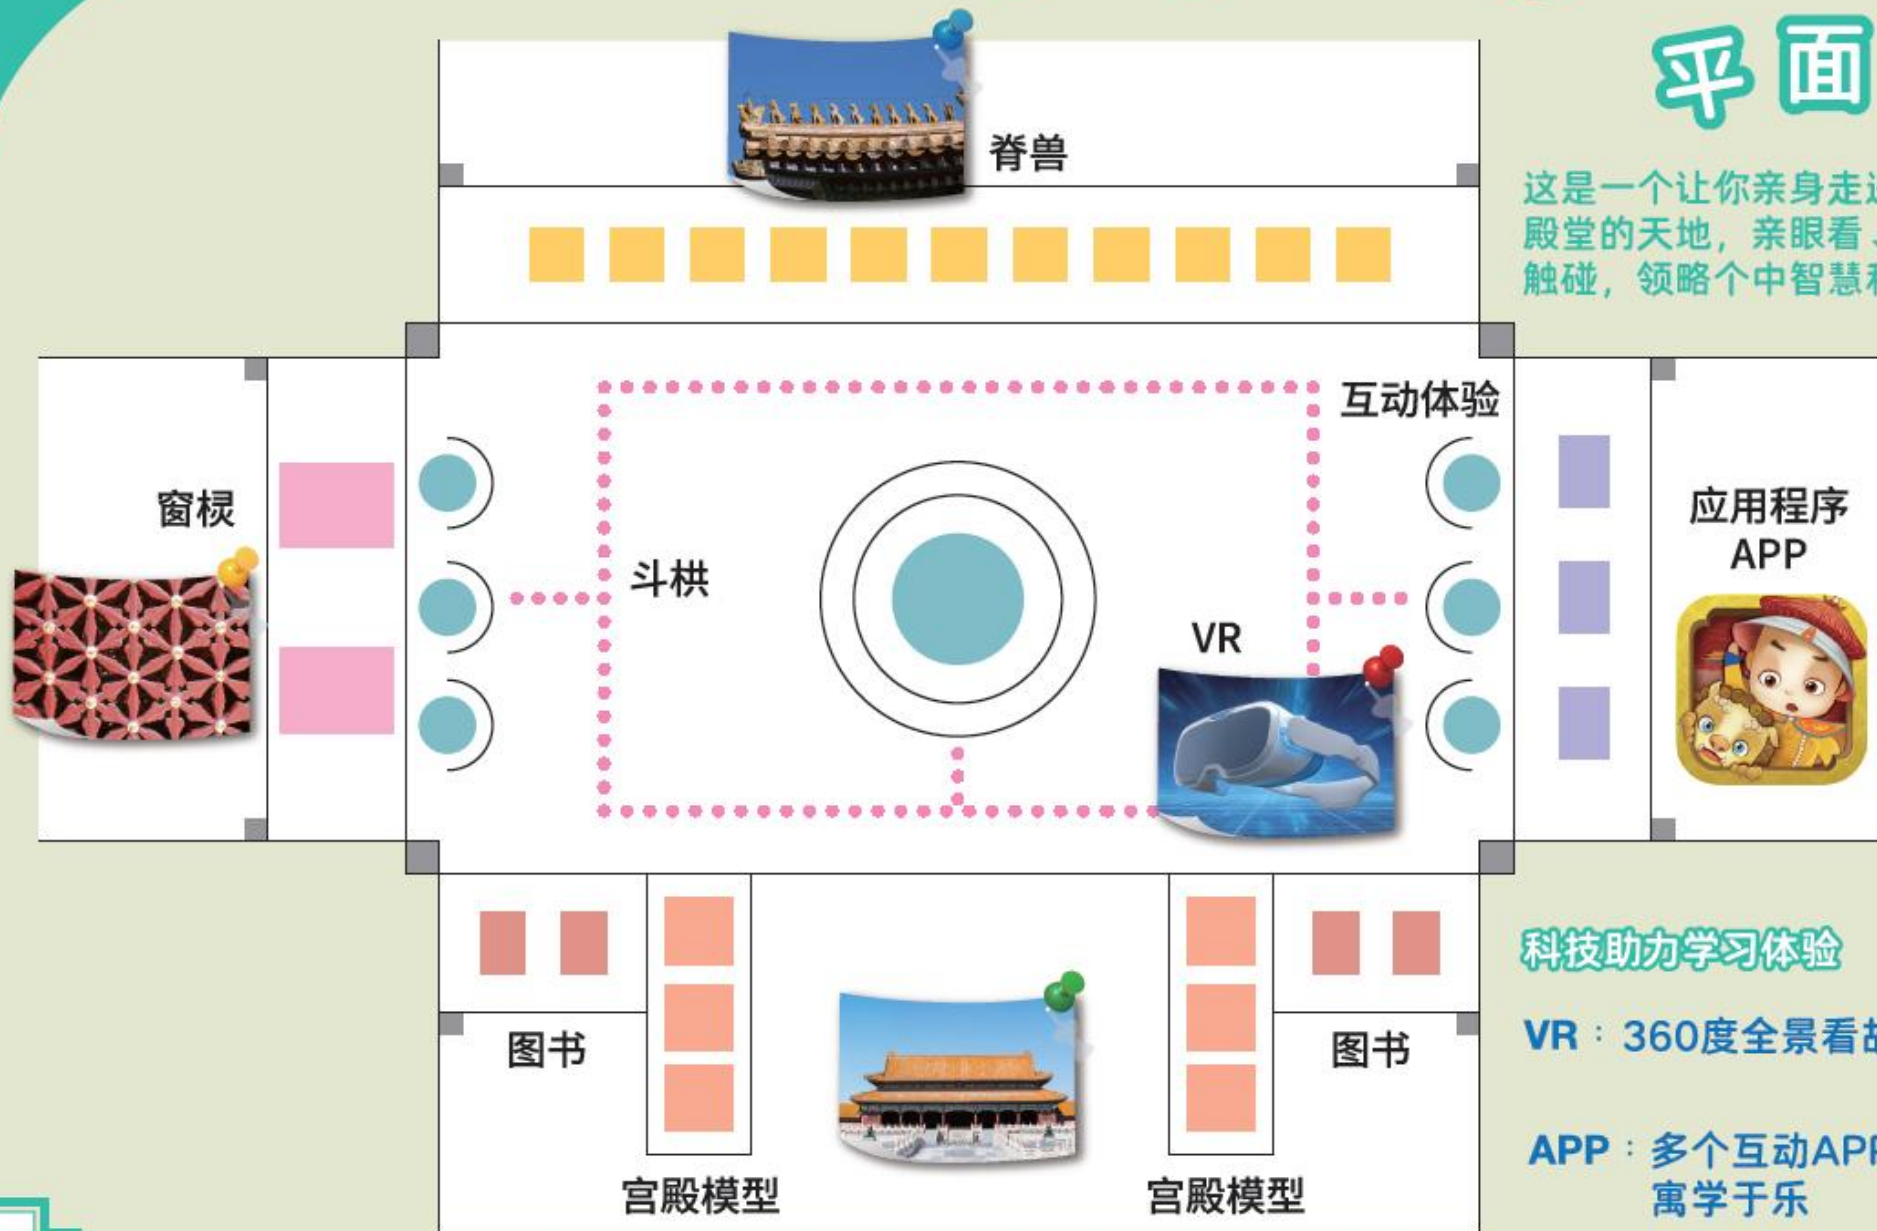 平面
脊兽
这是一个让你亲身走
殿堂的天地，亲眼看、
触碰，领略个中智慧
互动体验
窗棂
应用程序
APP
斗栱
VR
科技助力学习体验
图书
图书
VR：360度全景看
APP：多个互动APP
寓学于乐
宫殿模型
宫殿模型